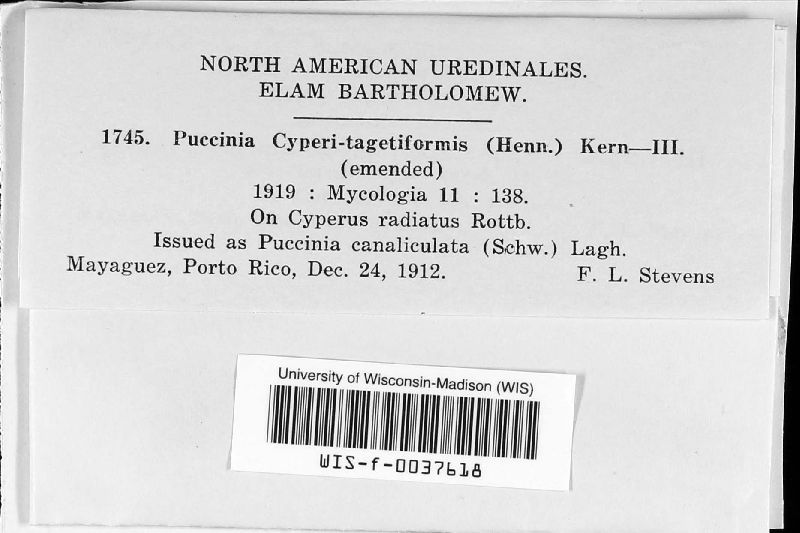 NORTH AMERICAN UREDINALES.
ELAM BARTHOLOMEW.
1745. Puccinia Cyperi-tagetiformis (Henn.) Kern—III.
(emended)
1919 : Mycologia 11 : 138.
On Cyperus radiatus Rottb.
Issued as Puccinia canaliculata (Schw.) Lagh.
Mayaguez, Porto Rico, Dec. 24, 1912. F. L. Stevens
University of Wisconsin-Madison (WIS)
WIS-f-0037618